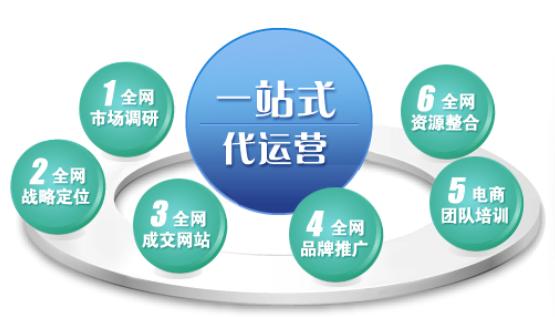 一站式
代运营
1 全网
市场调研
2 全网
战略定位
3 全网
成交网站
4 全网
品牌推广
5 电商
团队培训
6 全网
资源整合